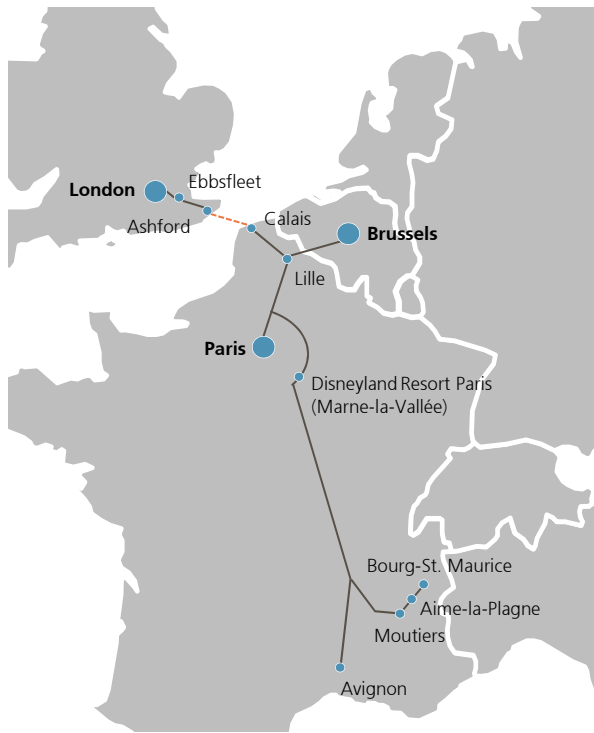 Ebbsfleet
London
Ashford
Calais
Brussels
Lille
Paris
Disneyland Resort Paris
(Marne-la-Vallée)
Bourg-St. Maurice
Aime-la-Plagne
Moutiers
Avignon